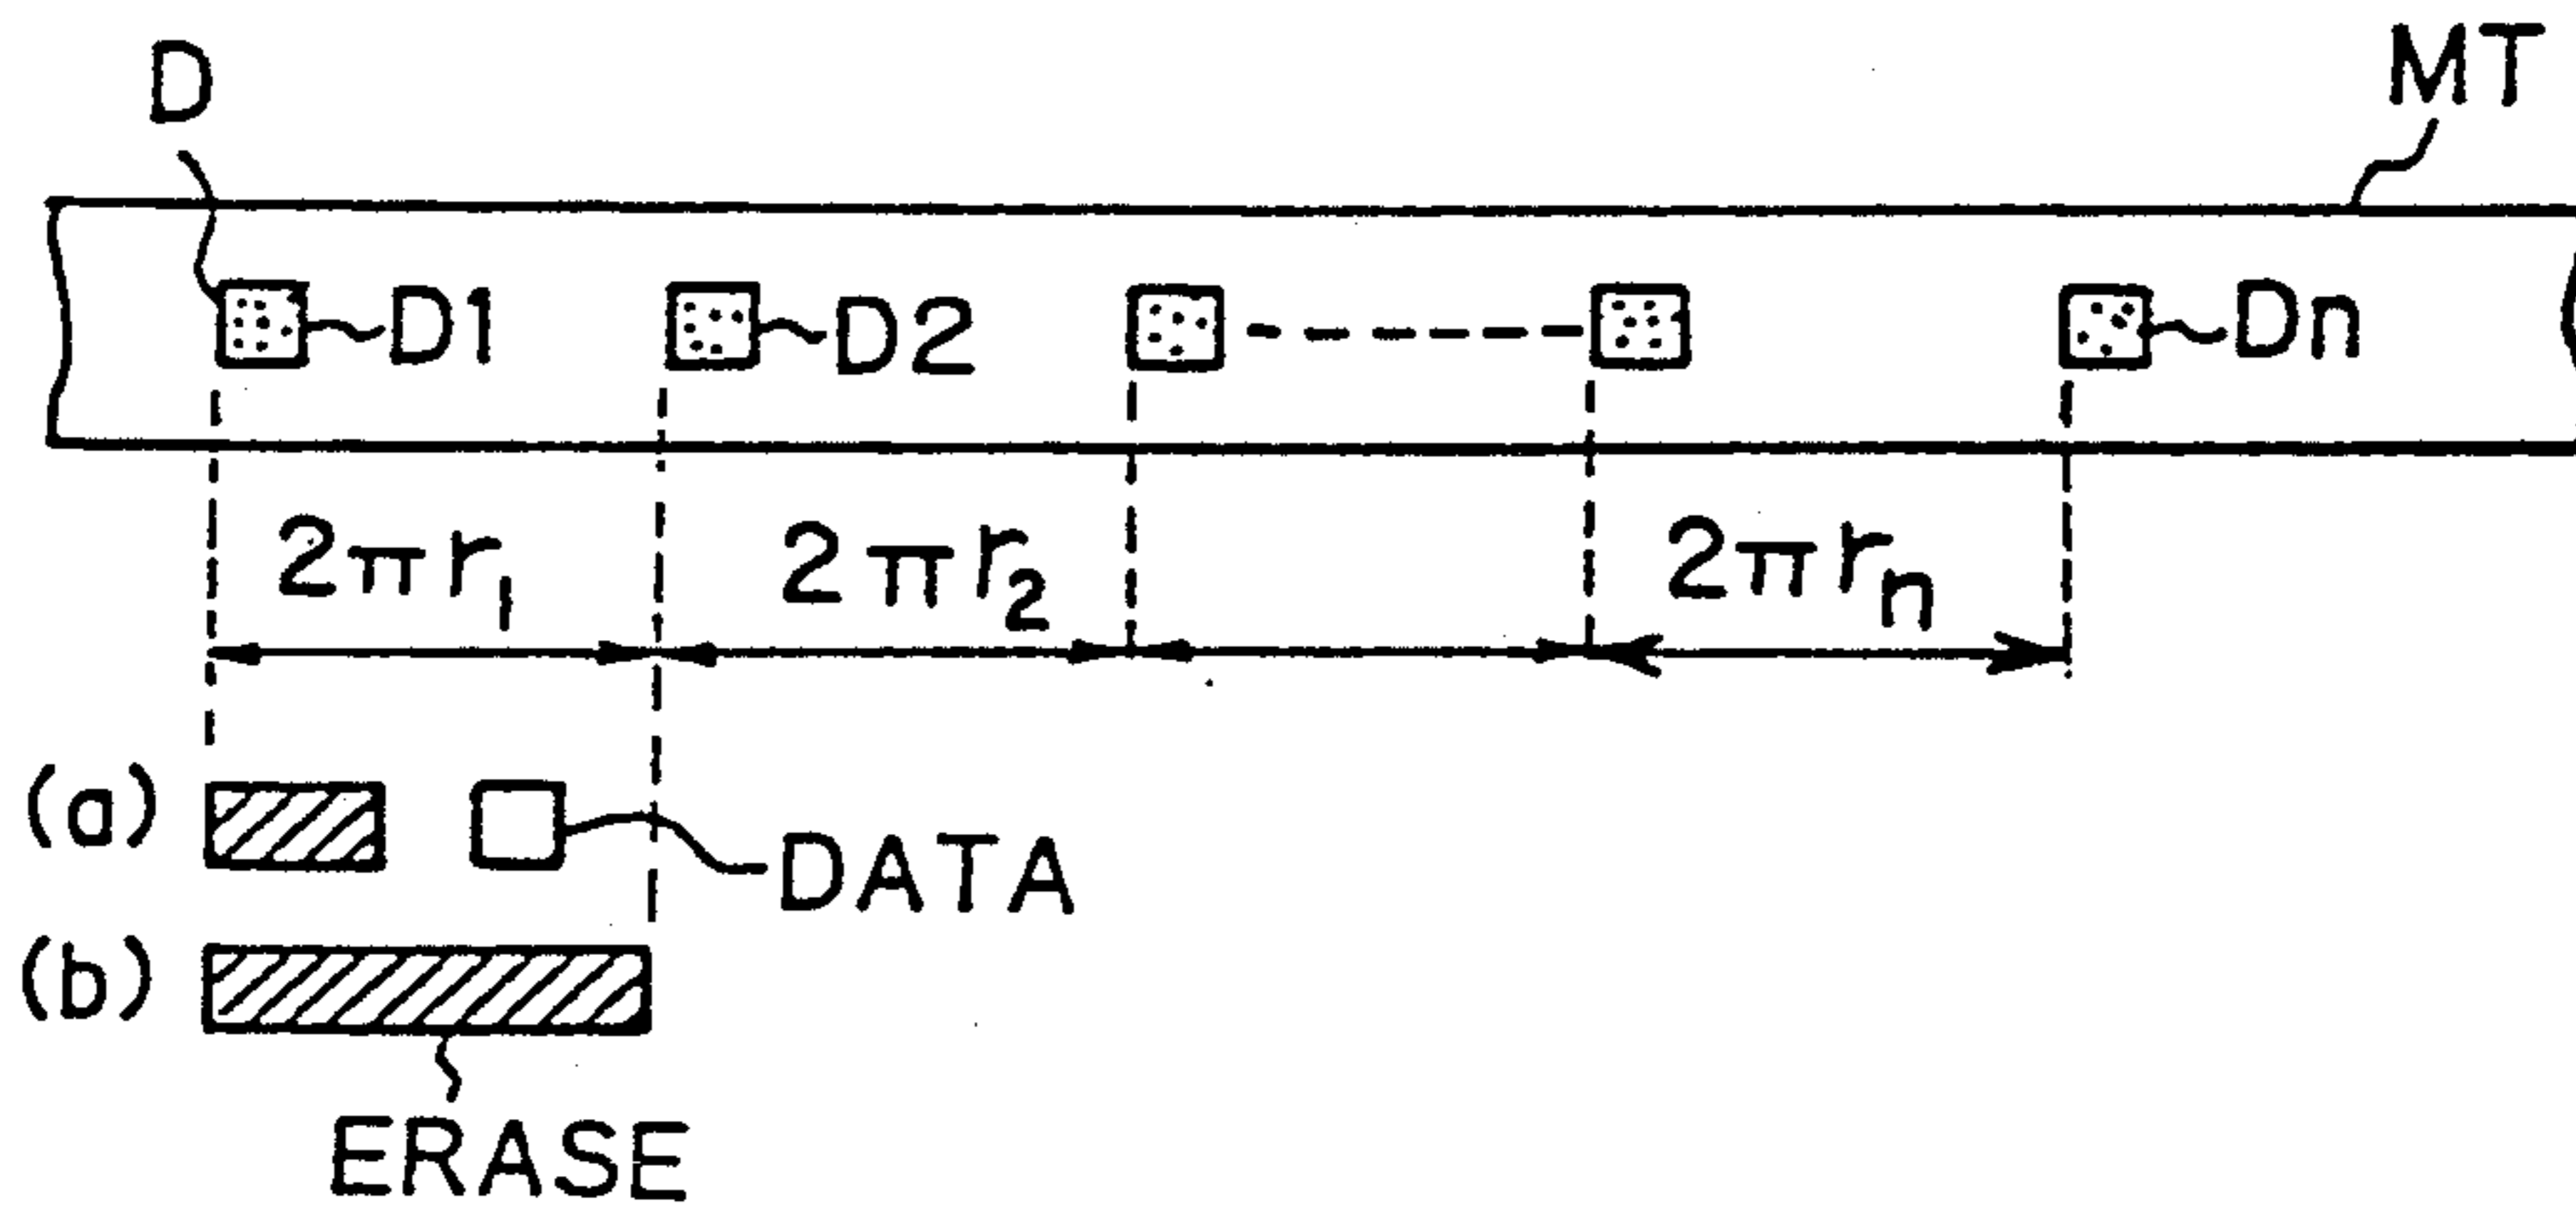 D MT
D1 D2 Dn
2πr₁ 2πr₂ 2πrₙ
(a) DATA
(b)
ERASE